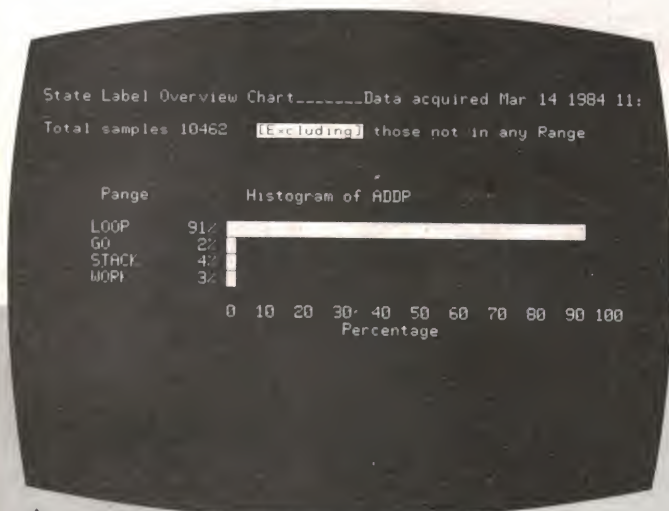 State Label Overview Chart_______Data acquired Mar 14 1984 11:
Total samples 10462 [Excluding] those not in any Range
Range Histogram of ADDP
LOOP 91%
GO 2%
STACK 4%
WORK 3%
0 10 20 30 40 50 60 70 80 90 100
Percentage